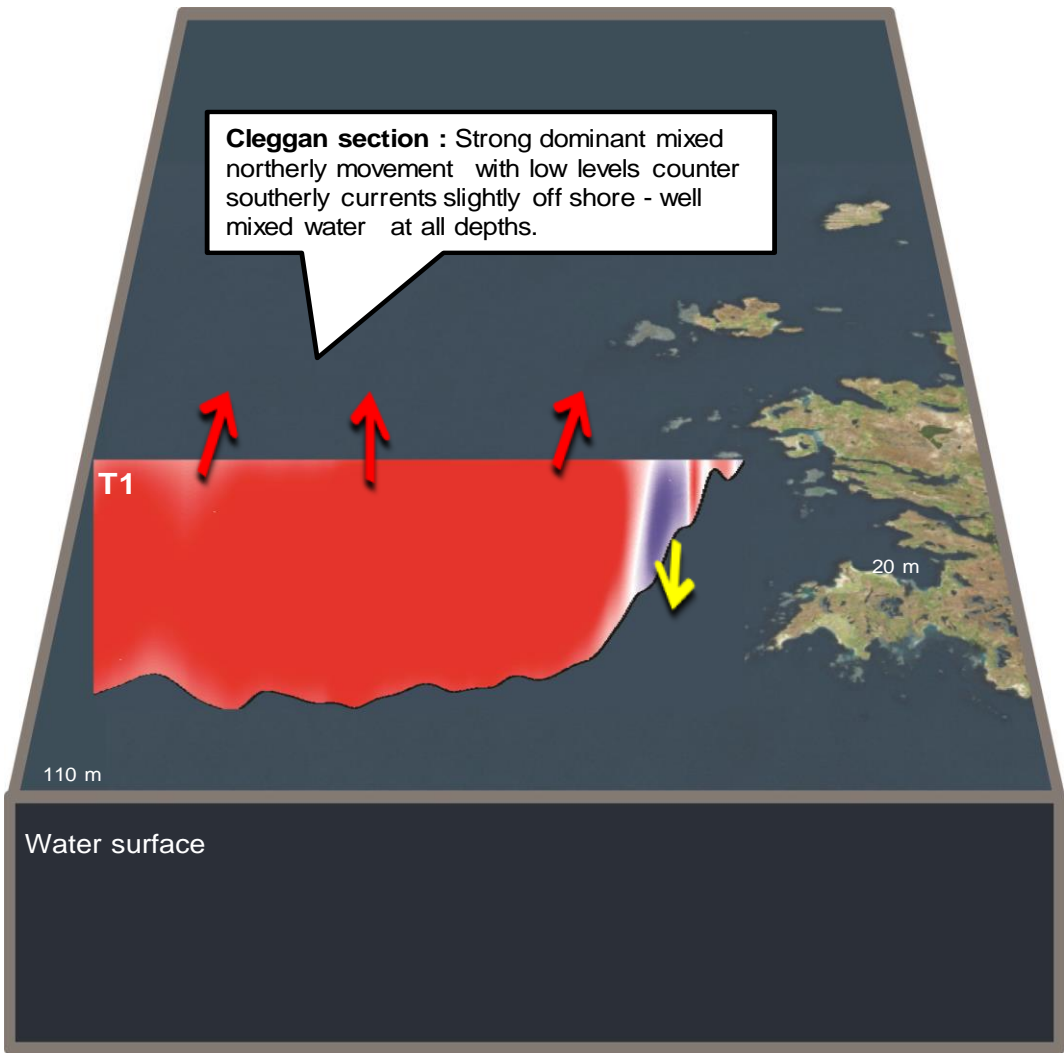 Cleggan section : Strong dominant mixed
northerly movement with low levels counter
southerly currents slightly off shore - well
mixed water at all depths.
T1
20 m
110 m
Water surface